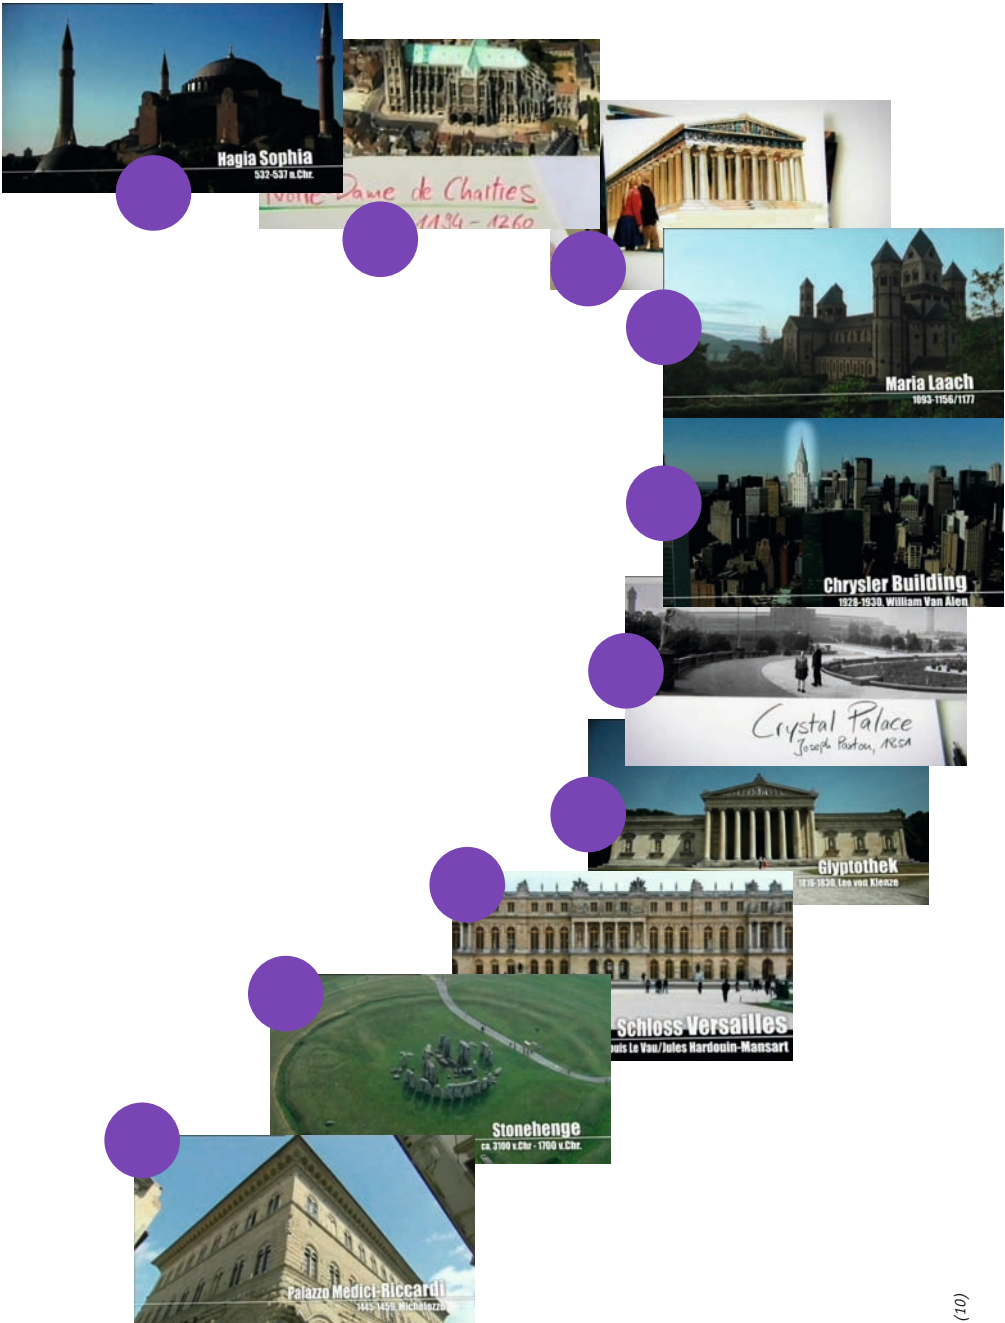 Hagia Sophia
532-537 n.Chr.
Notre Dame de Chartres
1194 - 1260
Maria Laach
1093-1156/1177
Chrysler Building
1928-1930, William Van Alen
Crystal Palace
Joseph Paxton, 1851
Glyptothek
1816-1830, Leo von Klenze
Schloss Versailles
ouis Le Vau/Jules Hardouin-Mansart
Stonehenge
ca. 3100 v.Chr - 1700 v.Chr.
Palazzo Medici-Riccardi
1445-1459, Michelozzo
(10)